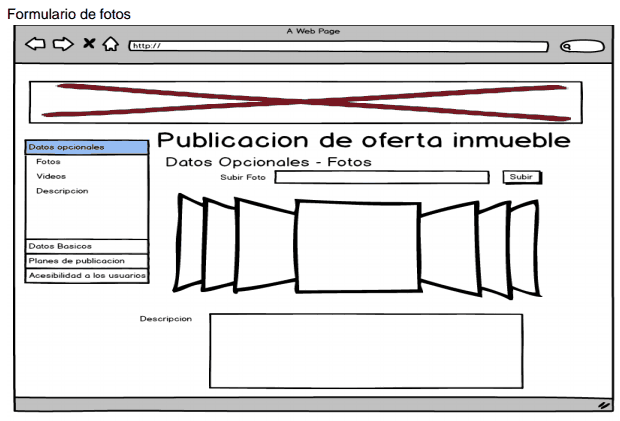 Formulario de fotos
A Web Page
http://
Publicacion de oferta inmueble
Datos opcionales
Datos Opcionales - Fotos
Fotos
Subir Foto
Subir
Videos
Descripcion
Datos Basicos
Planes de publicacion
Acesibilidad a los usuarios
Descripcion